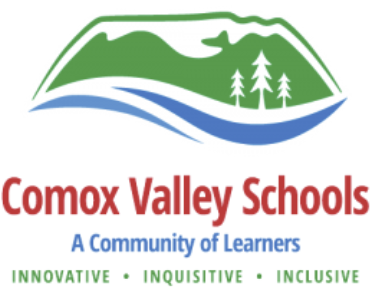 Comox Valley Schools
A Community of Learners
INNOVATIVE • INQUISITIVE • INCLUSIVE